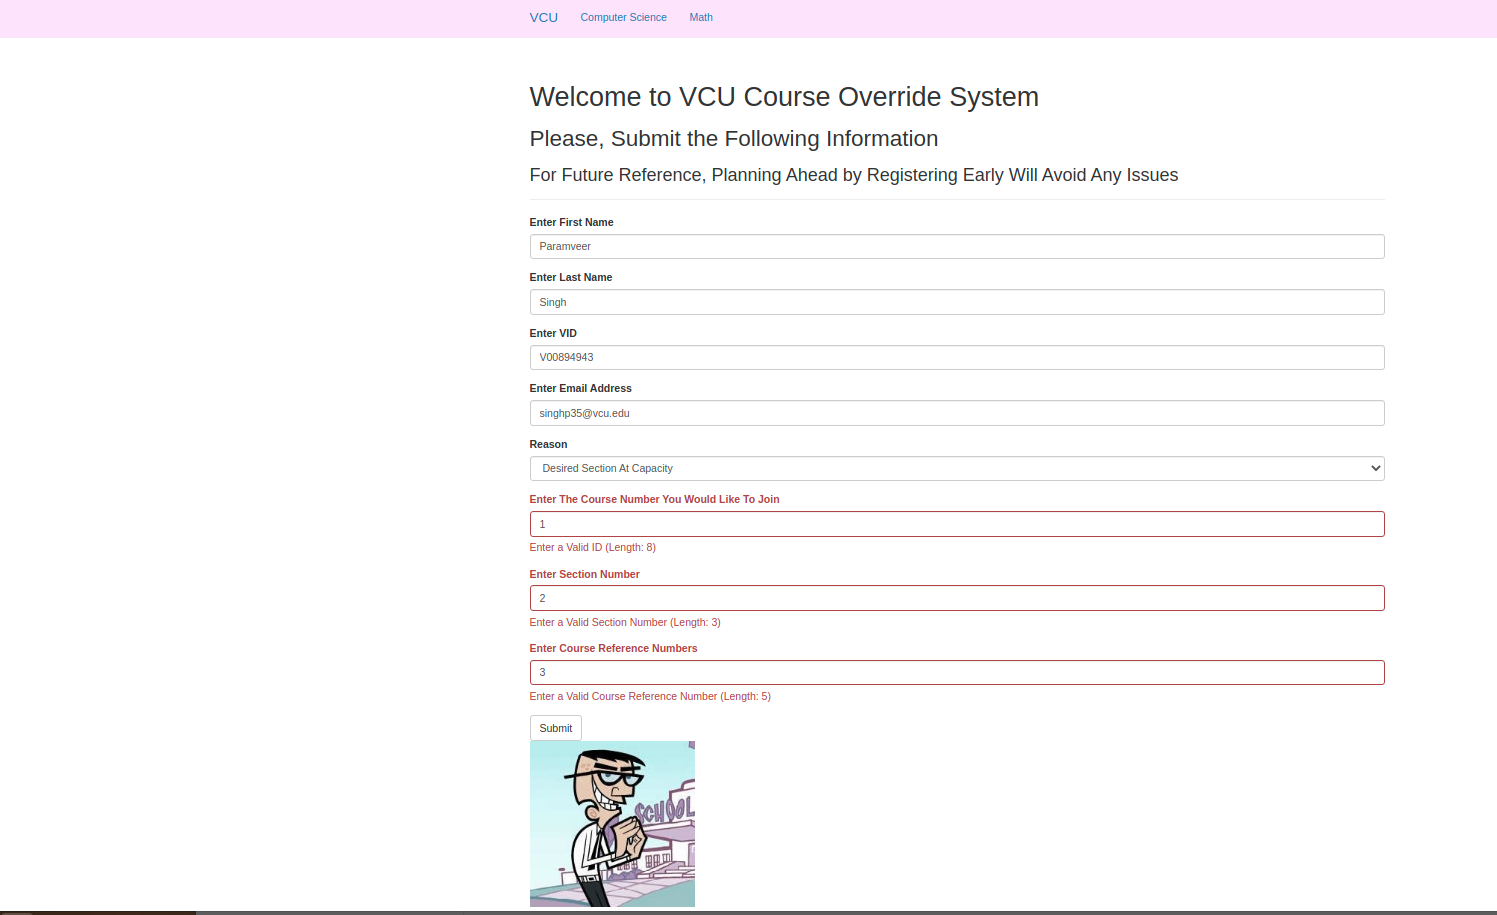 VCU Computer Science Math
Welcome to VCU Course Override System
Please, Submit the Following Information
For Future Reference, Planning Ahead by Registering Early Will Avoid Any Issues
Enter First Name
Paramveer
Enter Last Name
Singh
Enter VID
V00894943
Enter Email Address
singhp35@vcu.edu
Reason
Desired Section At Capacity
Enter The Course Number You Would Like To Join
1
Enter a Valid ID (Length: 8)
Enter Section Number
2
Enter a Valid Section Number (Length: 3)
Enter Course Reference Numbers
3
Enter a Valid Course Reference Number (Length: 5)
Submit
SCHOOL